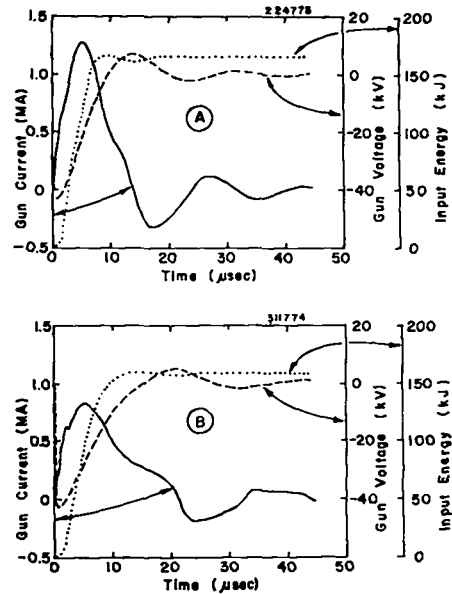 224775
1.5
1.0
0.5
0
-0.5
Gun Current (MA)
A
20
0
-20
-40
Gun Voltage (kV)
200
150
100
50
0
Input Energy (kJ)
0 10 20 30 40 50
Time (μsec)
311774
1.5
1.0
0.5
0
-0.5
Gun Current (MA)
B
20
0
-20
-40
Gun Voltage (kV)
200
150
100
50
0
Input Energy (kJ)
0 10 20 30 40 50
Time (μsec)